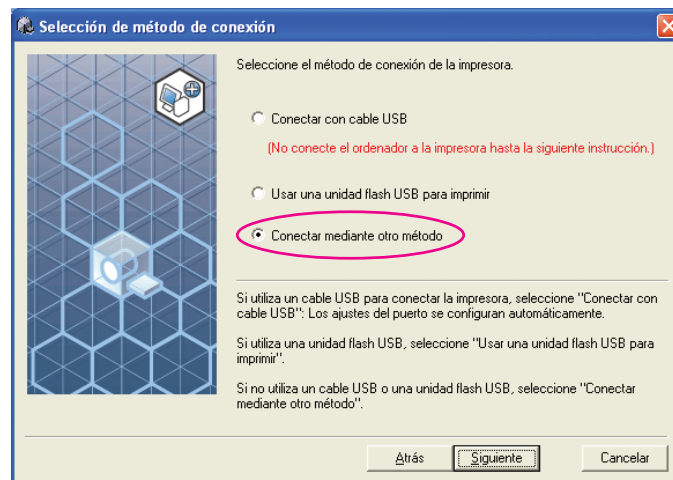 Selección de método de conexión
Seleccione el método de conexión de la impresora.
Conectar con cable USB
(No conecte el ordenador a la impresora hasta la siguiente instrucción.)
Usar una unidad flash USB para imprimir
Conectar mediante otro método
Si utiliza un cable USB para conectar la impresora, seleccione "Conectar con
cable USB": Los ajustes del puerto se configuran automáticamente.
Si utiliza una unidad flash USB, seleccione "Usar una unidad flash USB para
imprimir".
Si no utiliza un cable USB o una unidad flash USB, seleccione "Conectar
mediante otro método".
Atrás Siguiente Cancelar